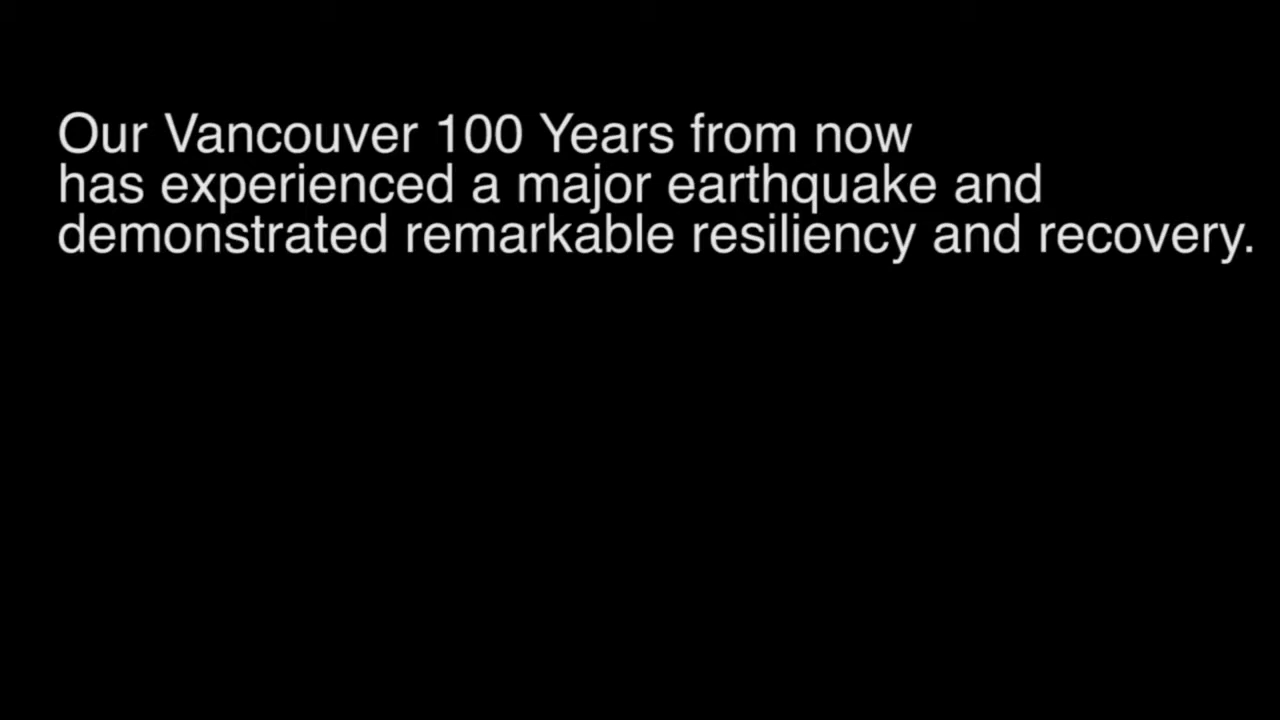 Our Vancouver 100 Years from now
has experienced a major earthquake and
demonstrated remarkable resiliency and recovery.